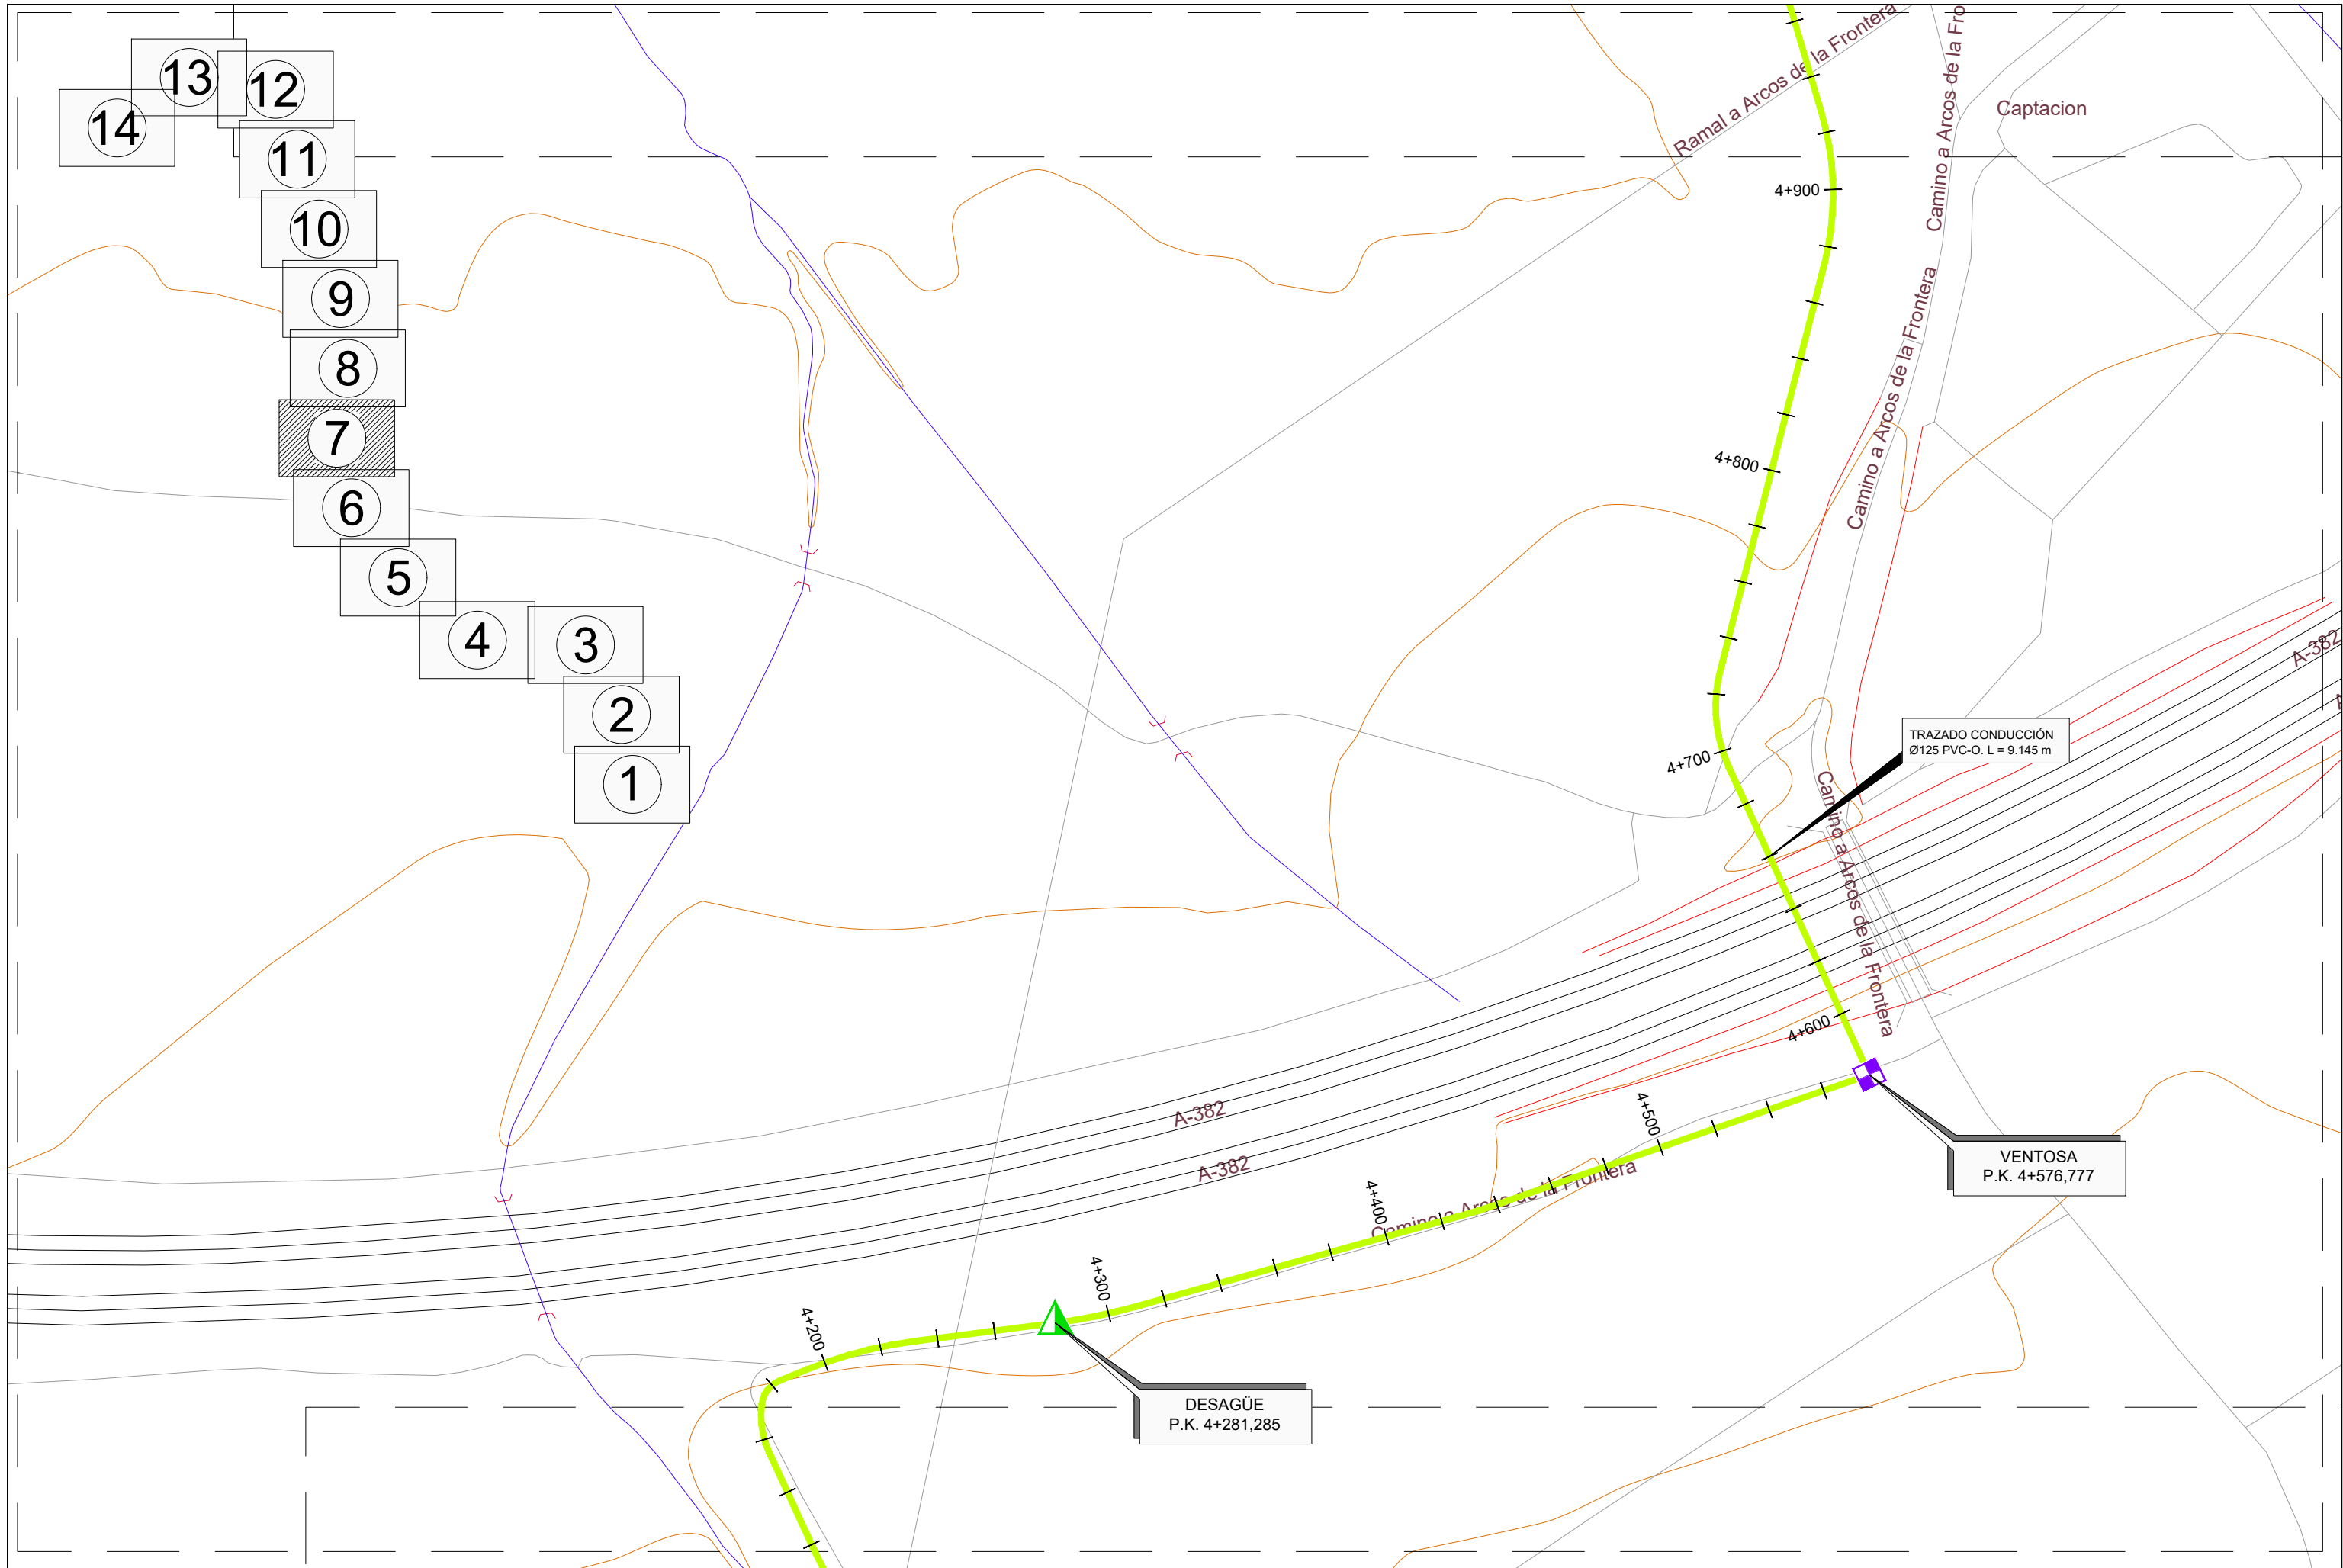 13
12
14
11
10
9
8
7
6
5
4
3
2
1
Ramal a Arcos de la Frontera
Camino a Arcos de la Fro
Captacion
4+900
Camino a Arcos de la Frontera
4+800
A-382
TRAZADO CONDUCCIÓN
Ø125 PVC-O. L = 9.145 m
4+700
Camino a Arcos de la Frontera
4+600
A-382
4+500
VENTOSA
P.K. 4+576,777
A-382
Camino a Arcos de la Frontera
4+400
4+300
4+200
DESAGÜE
P.K. 4+281,285